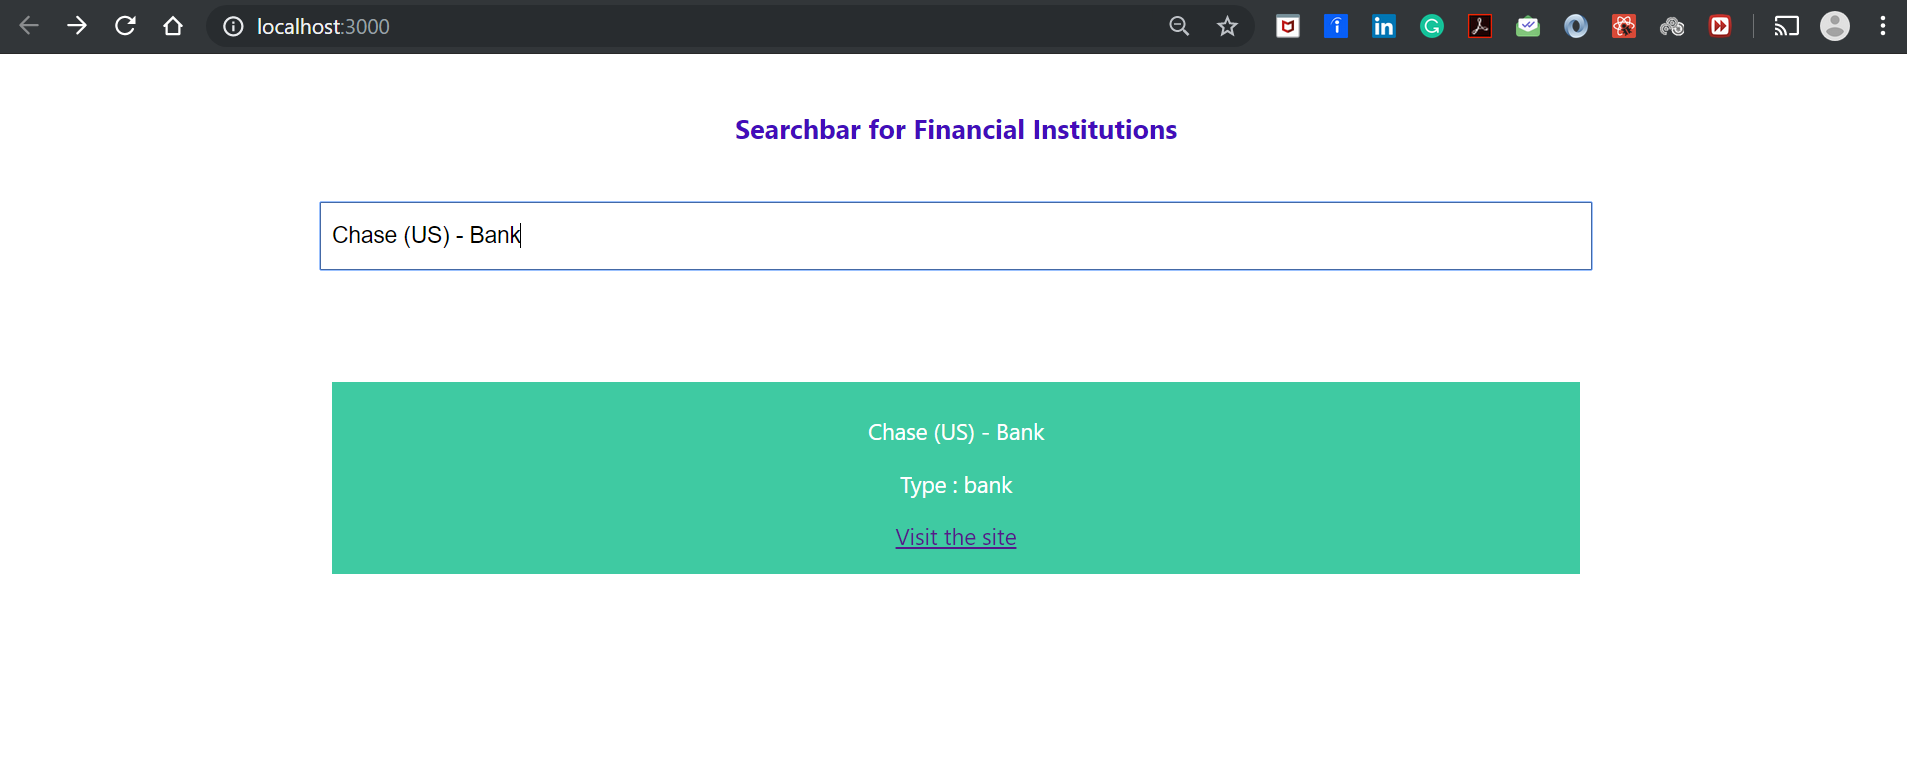 localhost:3000
Searchbar for Financial Institutions
Chase (US) - Bank
Chase (US) - Bank
Type : bank
Visit the site